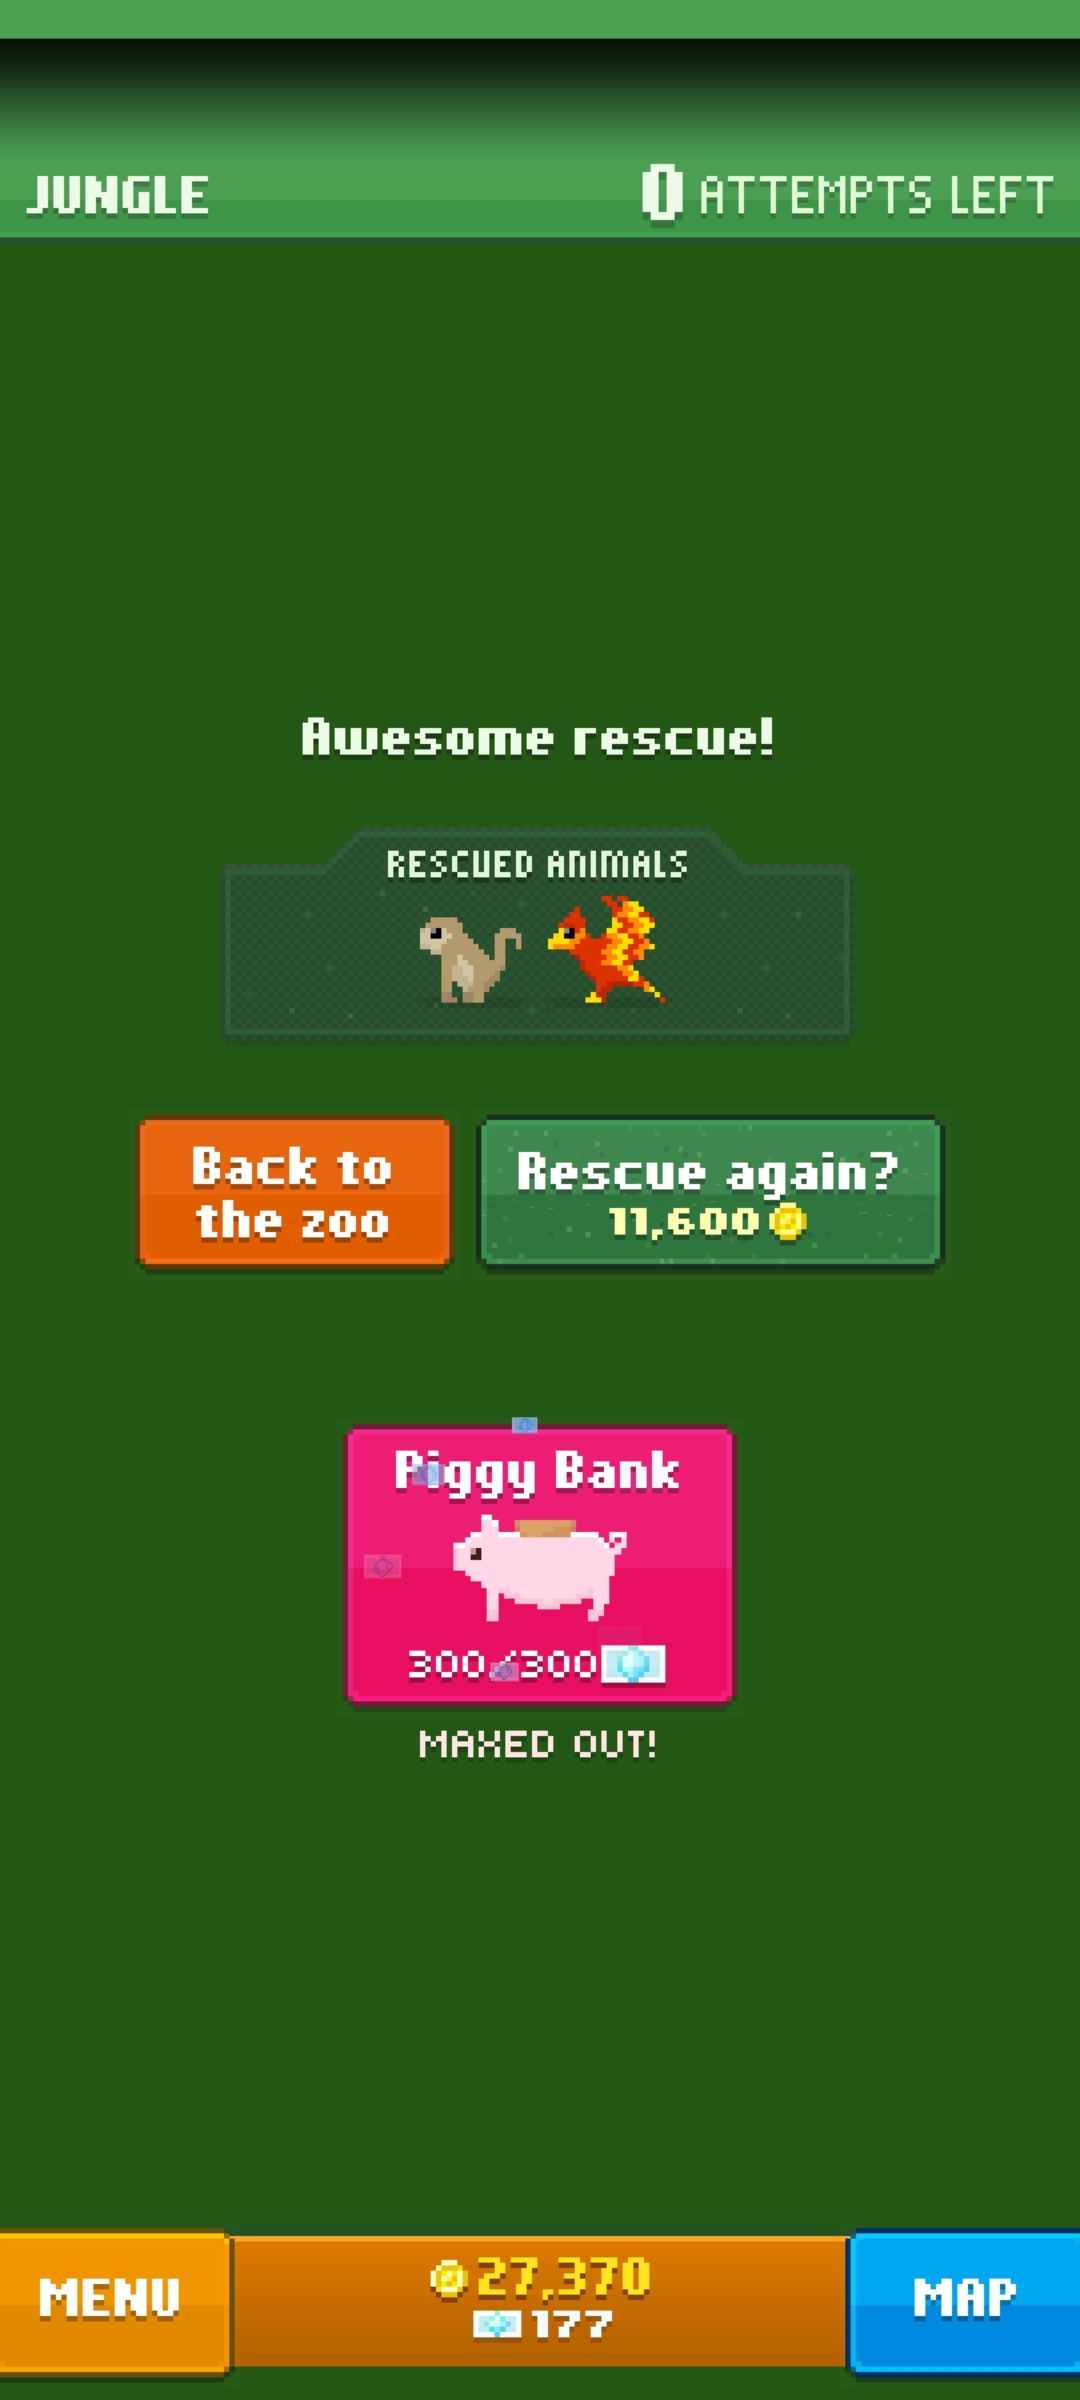 JUNGLE
0 ATTEMPTS LEFT
Awesome rescue!
RESCUED ANIMALS
Back to
the zoo
Rescue again?
11,600
Piggy Bank
300/300
MAXED OUT!
MENU
27,370
177
MAP